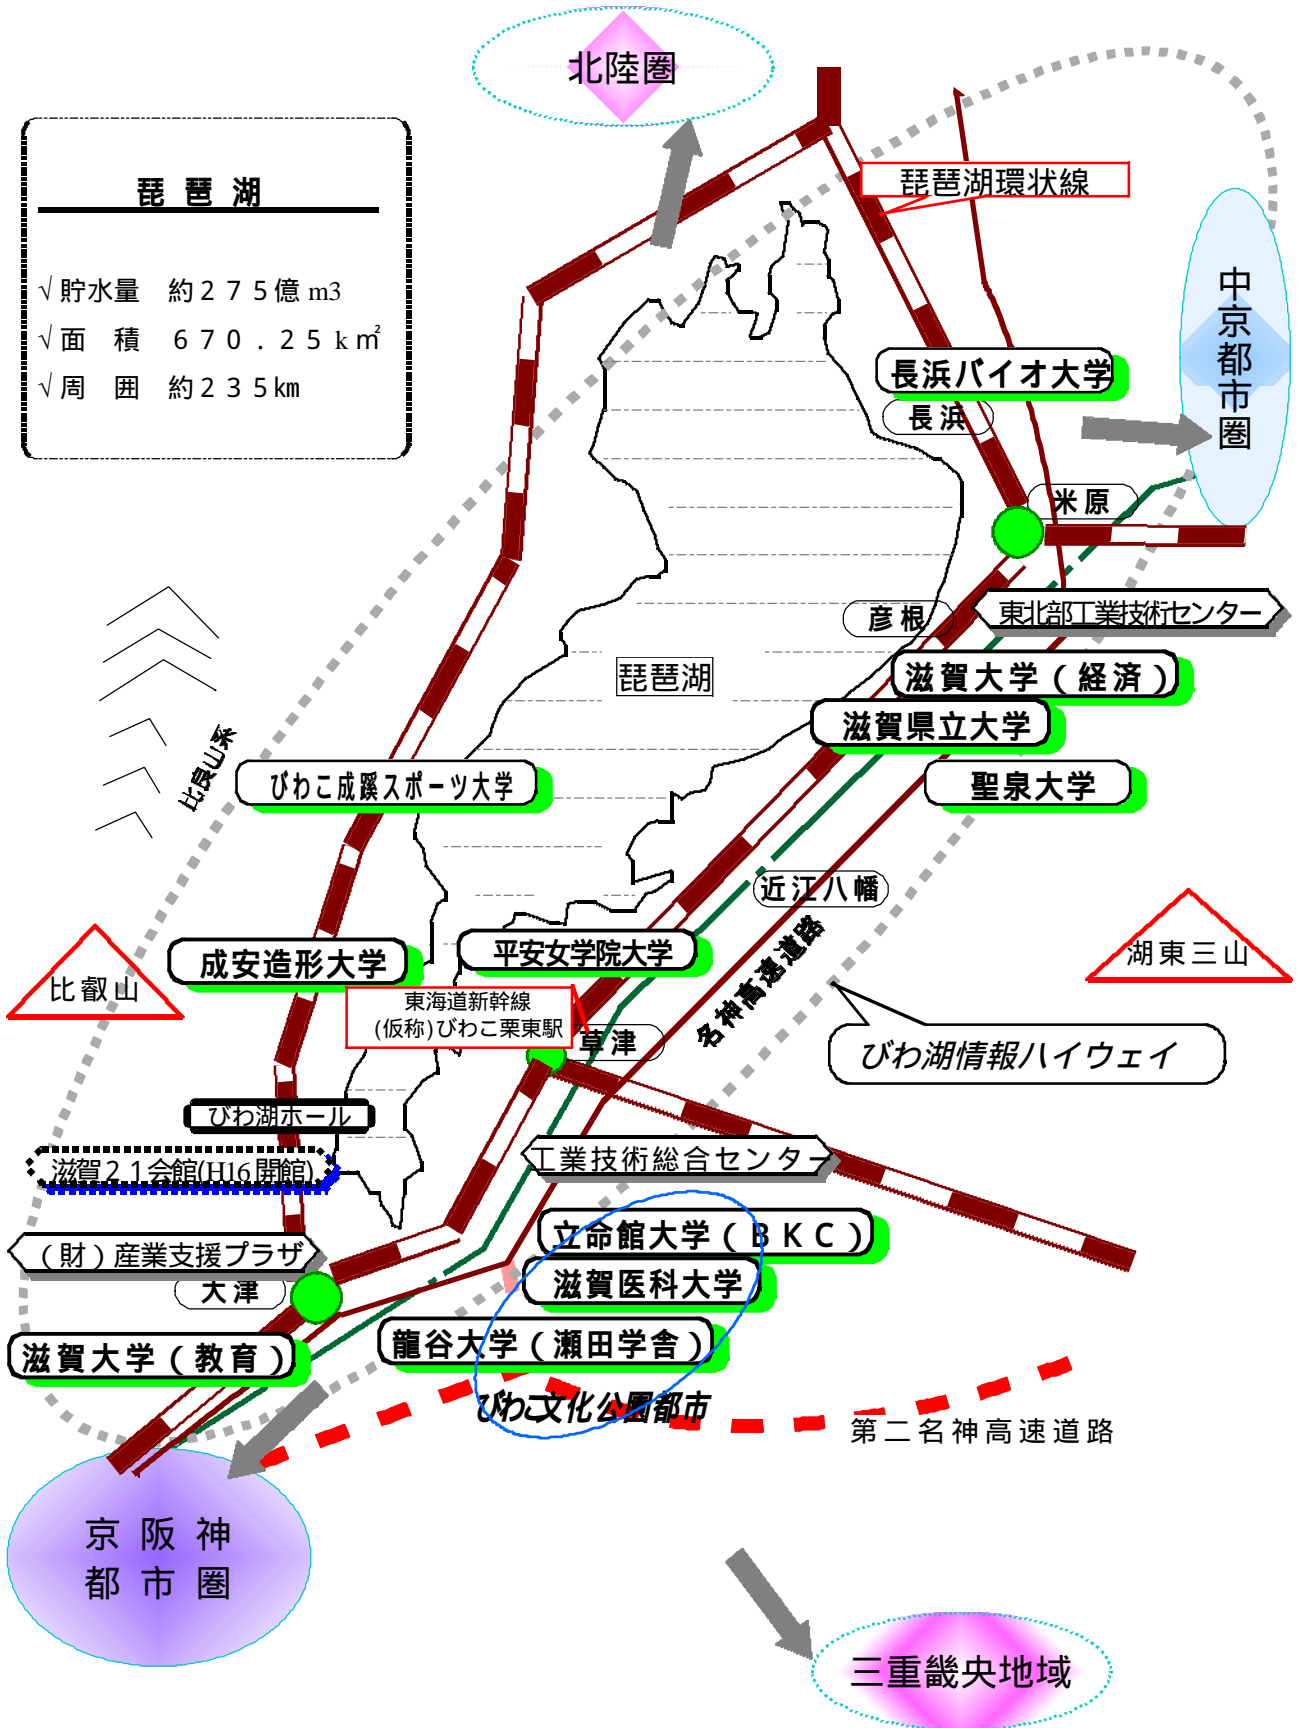 北陸圏
琵琶湖
√貯水量　約２７５億 m3
√面　積　６７０．２５ｋ㎡
√周　囲　約２３５㎞
琵琶湖環状線
中京都市圏
長浜バイオ大学
長浜
米原
東北部工業技術センター
彦根
琵琶湖
滋賀大学（経済）
滋賀県立大学
比良山系
びわこ成蹊スポーツ大学
聖泉大学
近江八幡
名神高速道路
湖東三山
比叡山
成安造形大学
平安女学院大学
東海道新幹線
(仮称)びわこ栗東駅
草津
びわ湖情報ハイウェイ
びわ湖ホール
滋賀２１会館(H16開館)
工業技術総合センター
（財）産業支援プラザ
大津
立命館大学（ＢＫＣ）
滋賀医科大学
滋賀大学（教育）
龍谷大学（瀬田学舎）
びわこ文化公園都市
第二名神高速道路
京阪神
都市圏
三重畿央地域